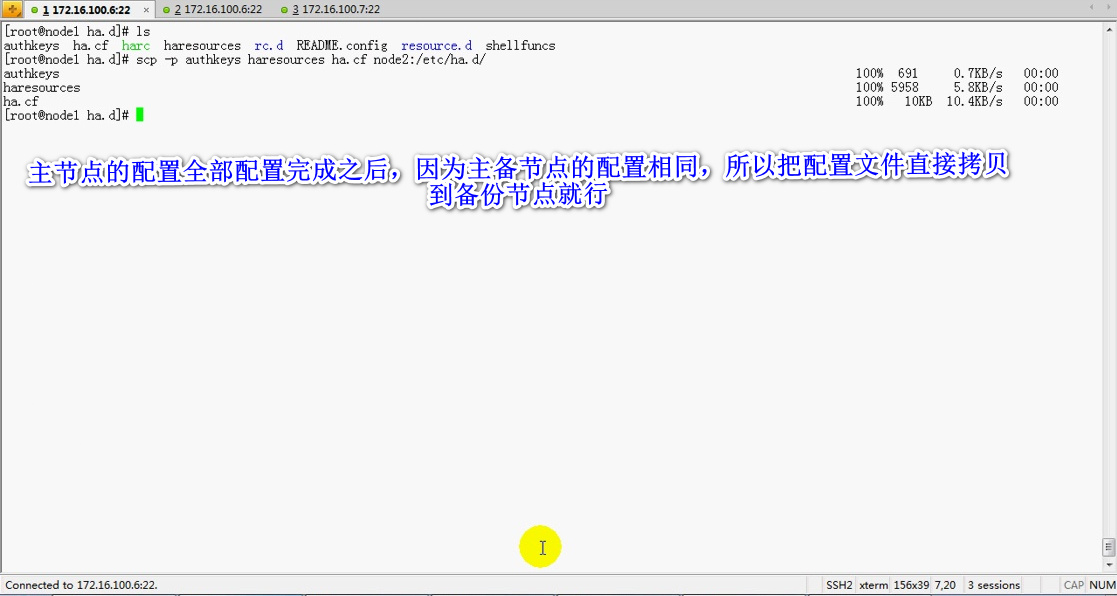 1 172.16.100.6:22 × 2 172.16.100.6:22 3 172.16.100.7:22
[root@node1 ha.d]# ls
authkeys ha.cf harc haresources rc.d README.config resource.d shellfuncs
[root@node1 ha.d]# scp -p authkeys haresources ha.cf node2:/etc/ha.d/
authkeys 100% 691 0.7KB/s 00:00
haresources 100% 5958 5.8KB/s 00:00
ha.cf 100% 10KB 10.4KB/s 00:00
[root@node1 ha.d]#
主节点的配置全部配置完成之后，因为主备节点的配置相同，所以把配置文件直接拷贝
到备份节点就行
Connected to 172.16.100.6:22. SSH2 xterm 156x39 7,20 3 sessions CAP NUM